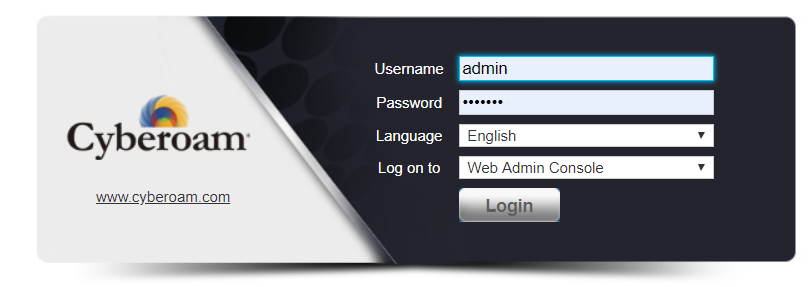 Cyberoam
www.cyberoam.com
Username admin
Password •••••••
Language English
Log on to Web Admin Console
Login